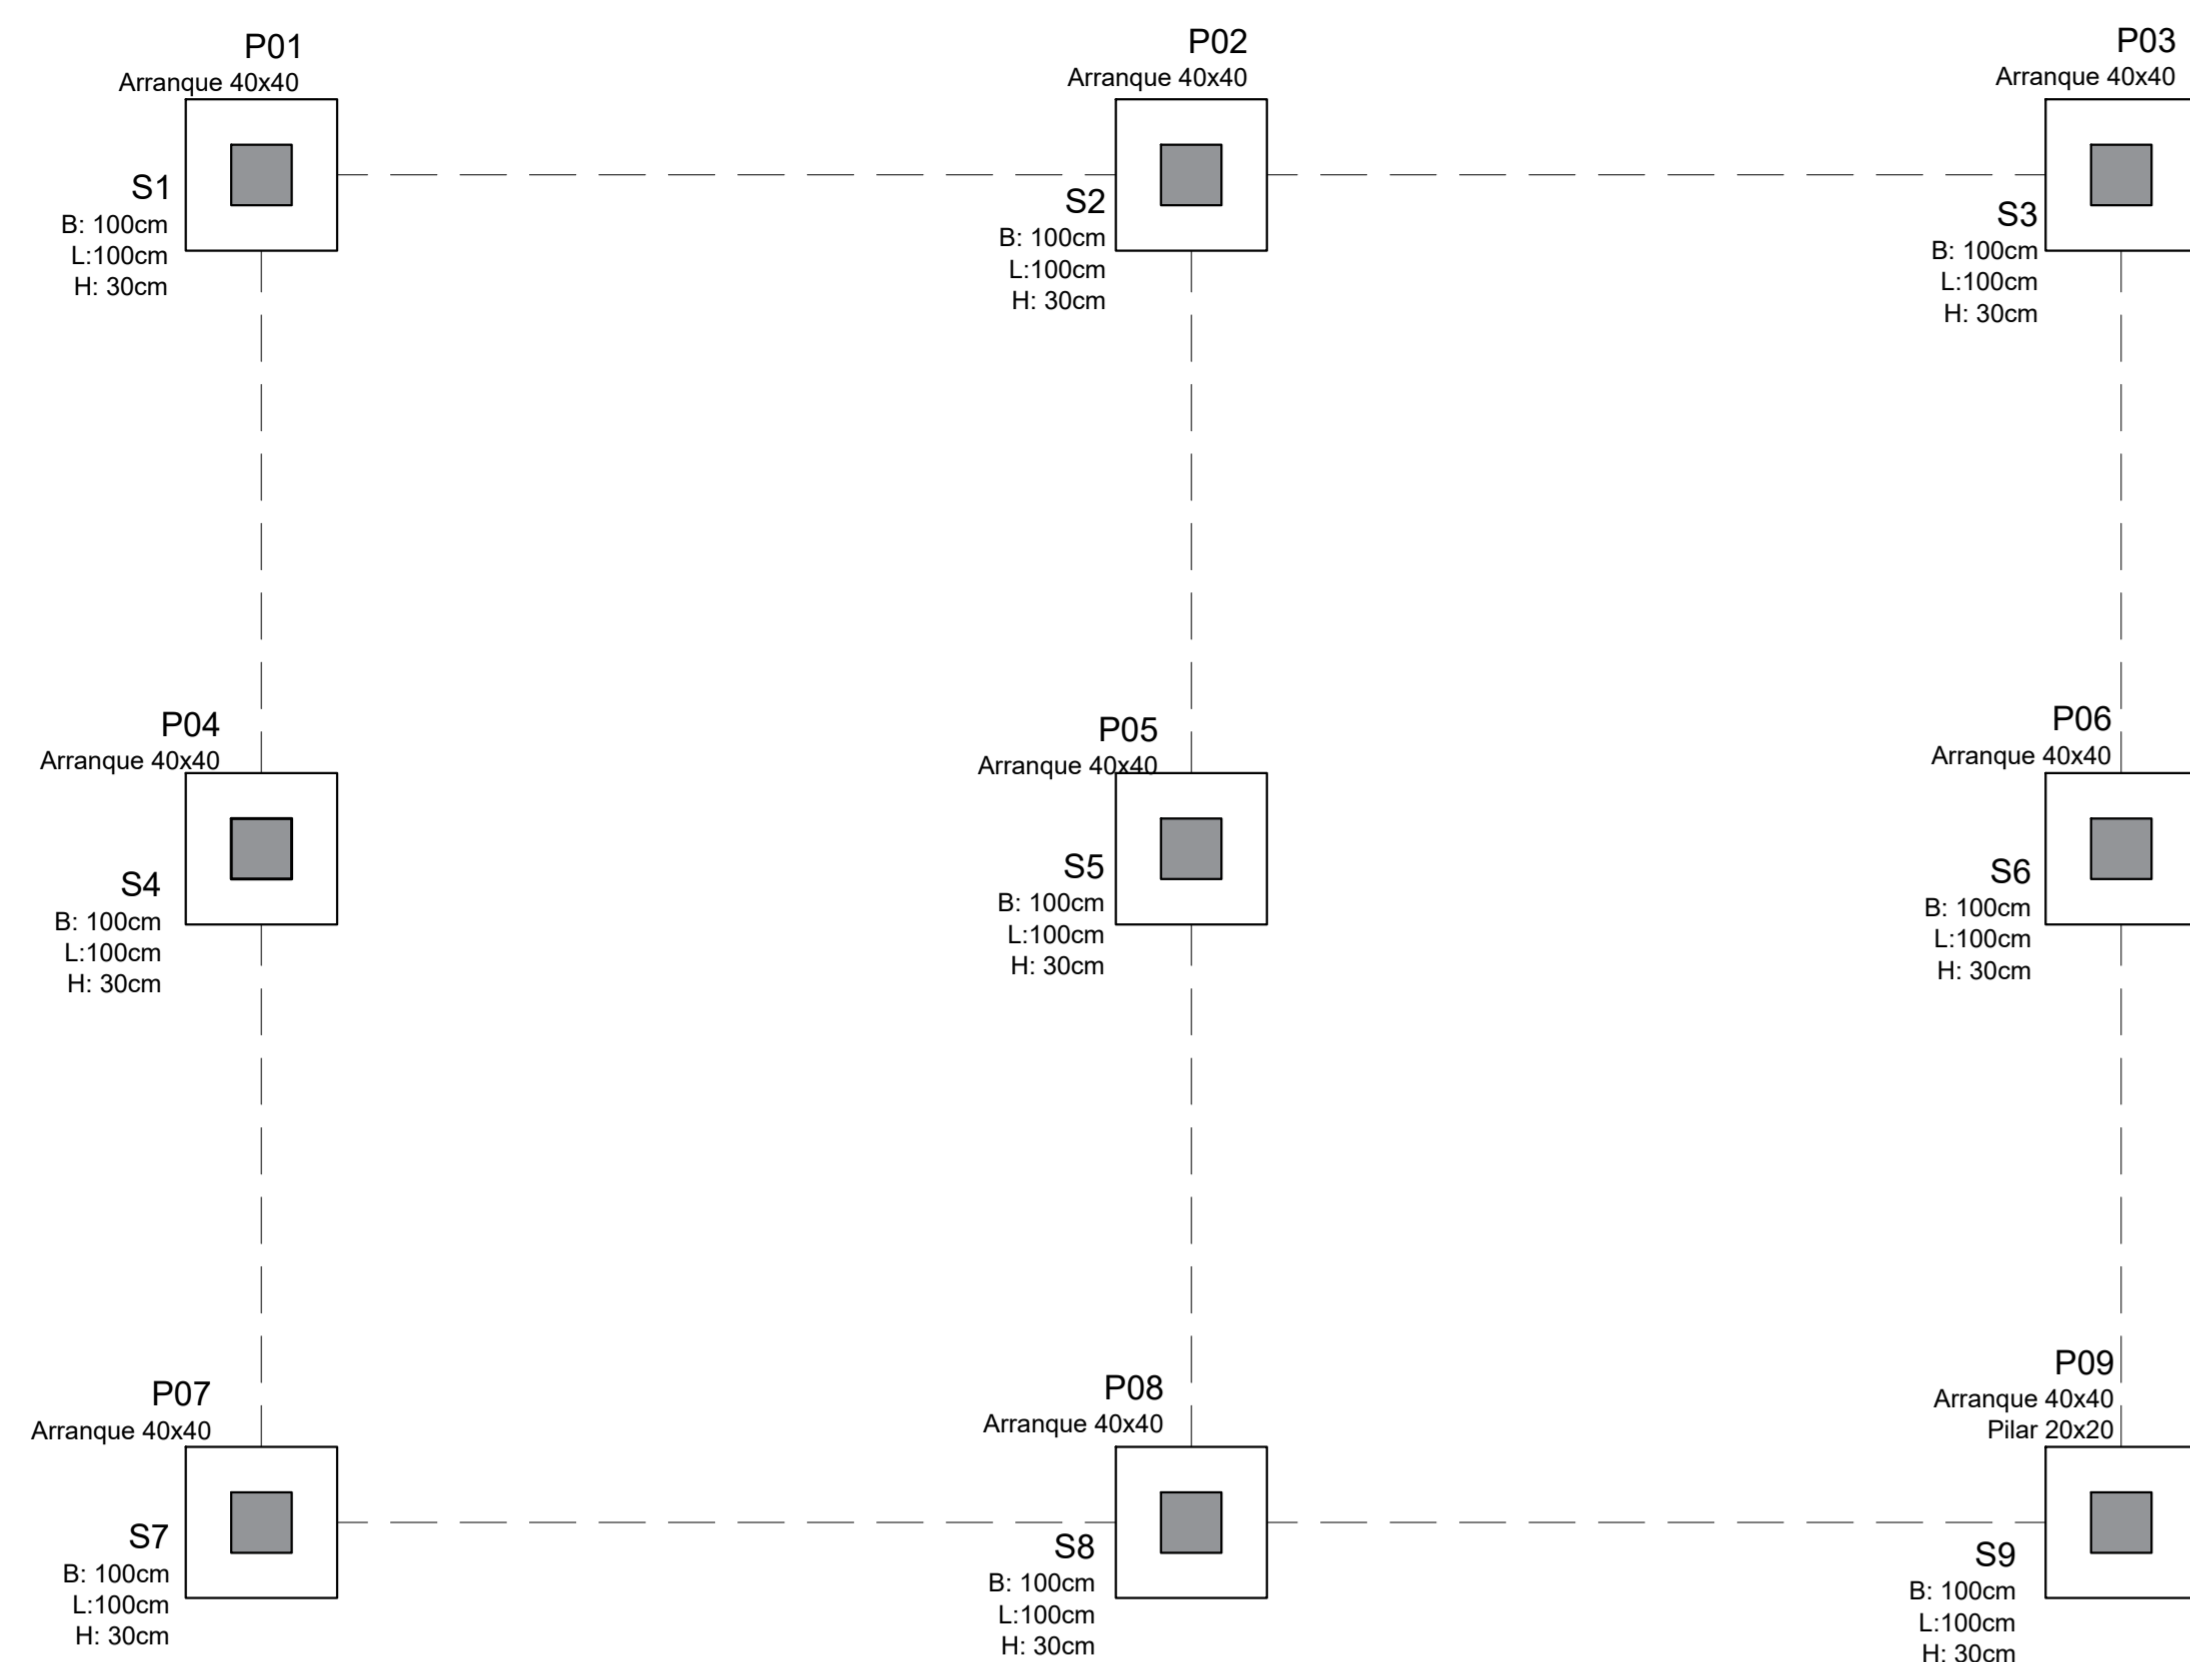 P01
Arranque 40x40
S1
B: 100cm
L:100cm
H: 30cm
P02
Arranque 40x40
S2
B: 100cm
L:100cm
H: 30cm
P03
Arranque 40x40
S3
B: 100cm
L:100cm
H: 30cm
P04
Arranque 40x40
S4
B: 100cm
L:100cm
H: 30cm
P05
Arranque 40x40
S5
B: 100cm
L:100cm
H: 30cm
P06
Arranque 40x40
S6
B: 100cm
L:100cm
H: 30cm
P07
Arranque 40x40
S7
B: 100cm
L:100cm
H: 30cm
P08
Arranque 40x40
S8
B: 100cm
L:100cm
H: 30cm
P09
Arranque 40x40
Pilar 20x20
S9
B: 100cm
L:100cm
H: 30cm